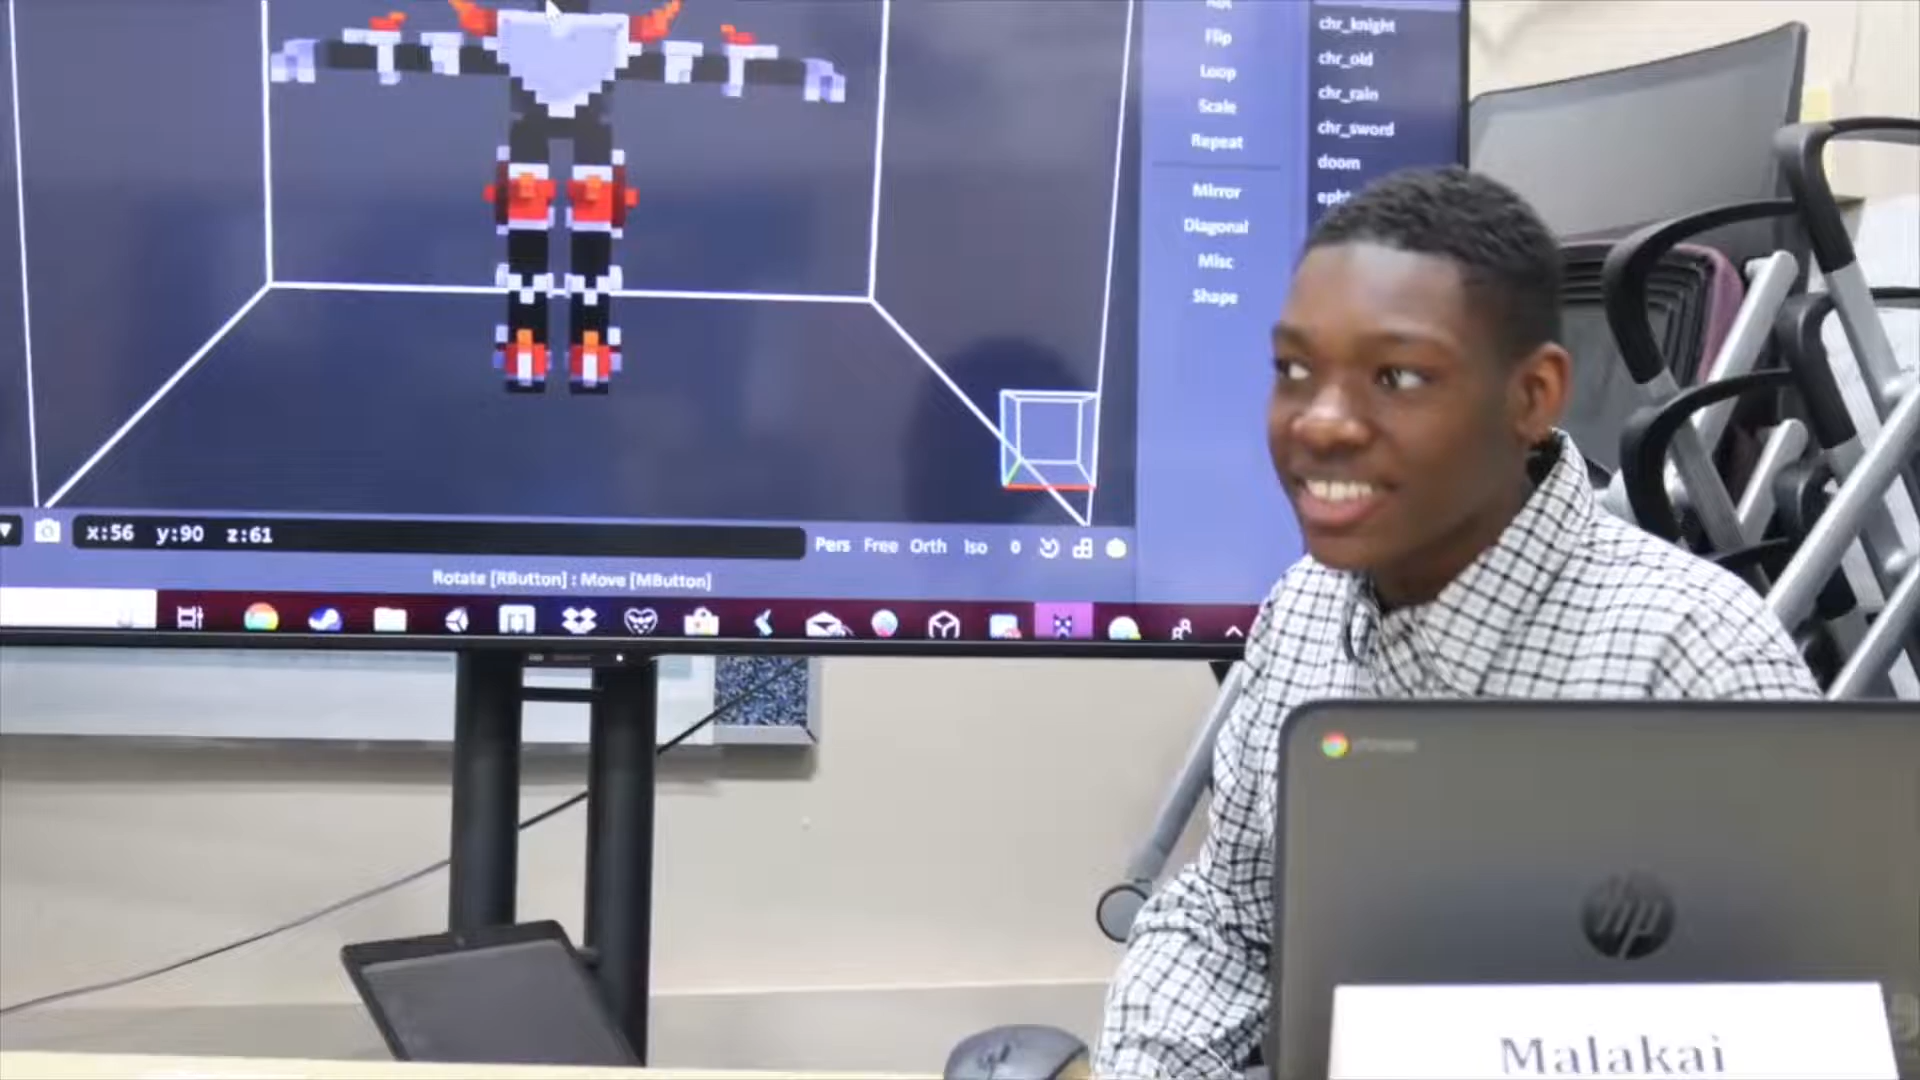 Flip
Loop
Scale
Repeat
Mirror
Diagonal
Misc
Shape
chr_knight
chr_old
chr_rain
chr_sword
doom
x:56 y:90 z:61
Pers Free Orth Iso 0
Rotate [RButton] : Move [MButton]
hp
Malakai